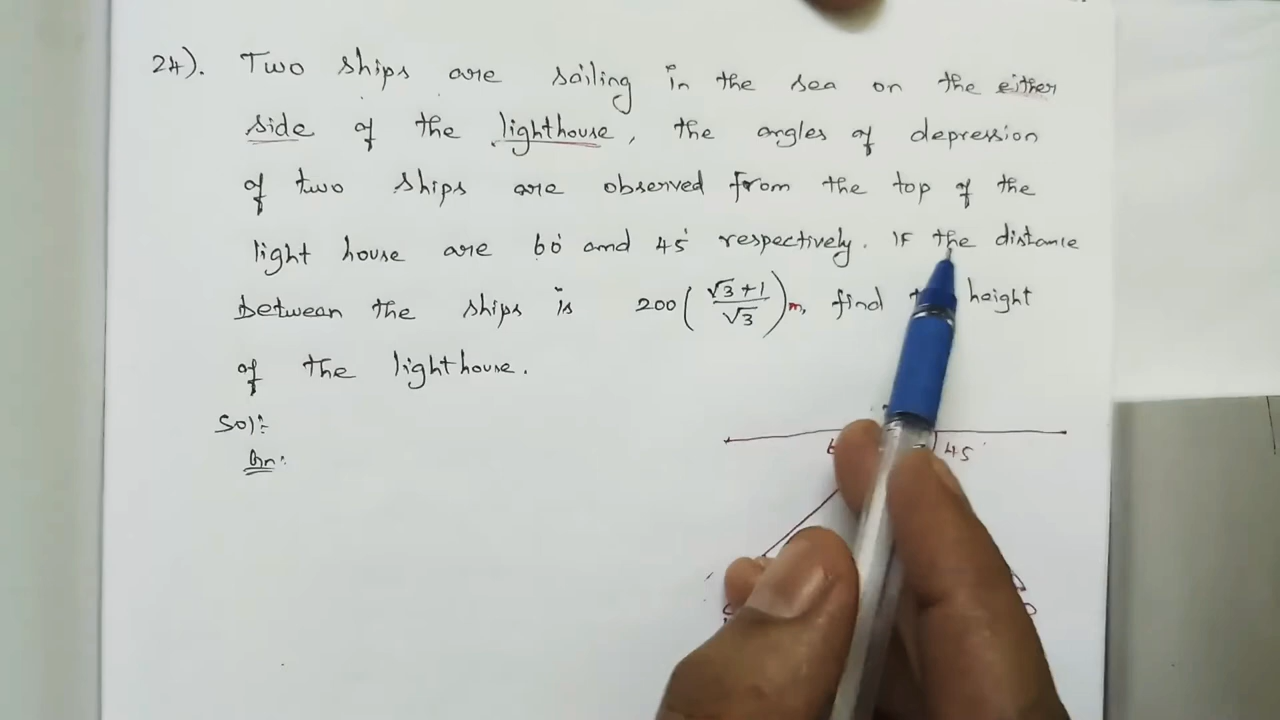 24). Two ships are sailing in the sea on the either
side of the lighthouse, the angles of depression
of two ships are observed from the top of the
light house are 60° and 45° respectively. If the distance
between the ships is 200 ( (√3 + 1) / √3 ) m, find height
of the lighthouse.
Sol:
Gn:
45°